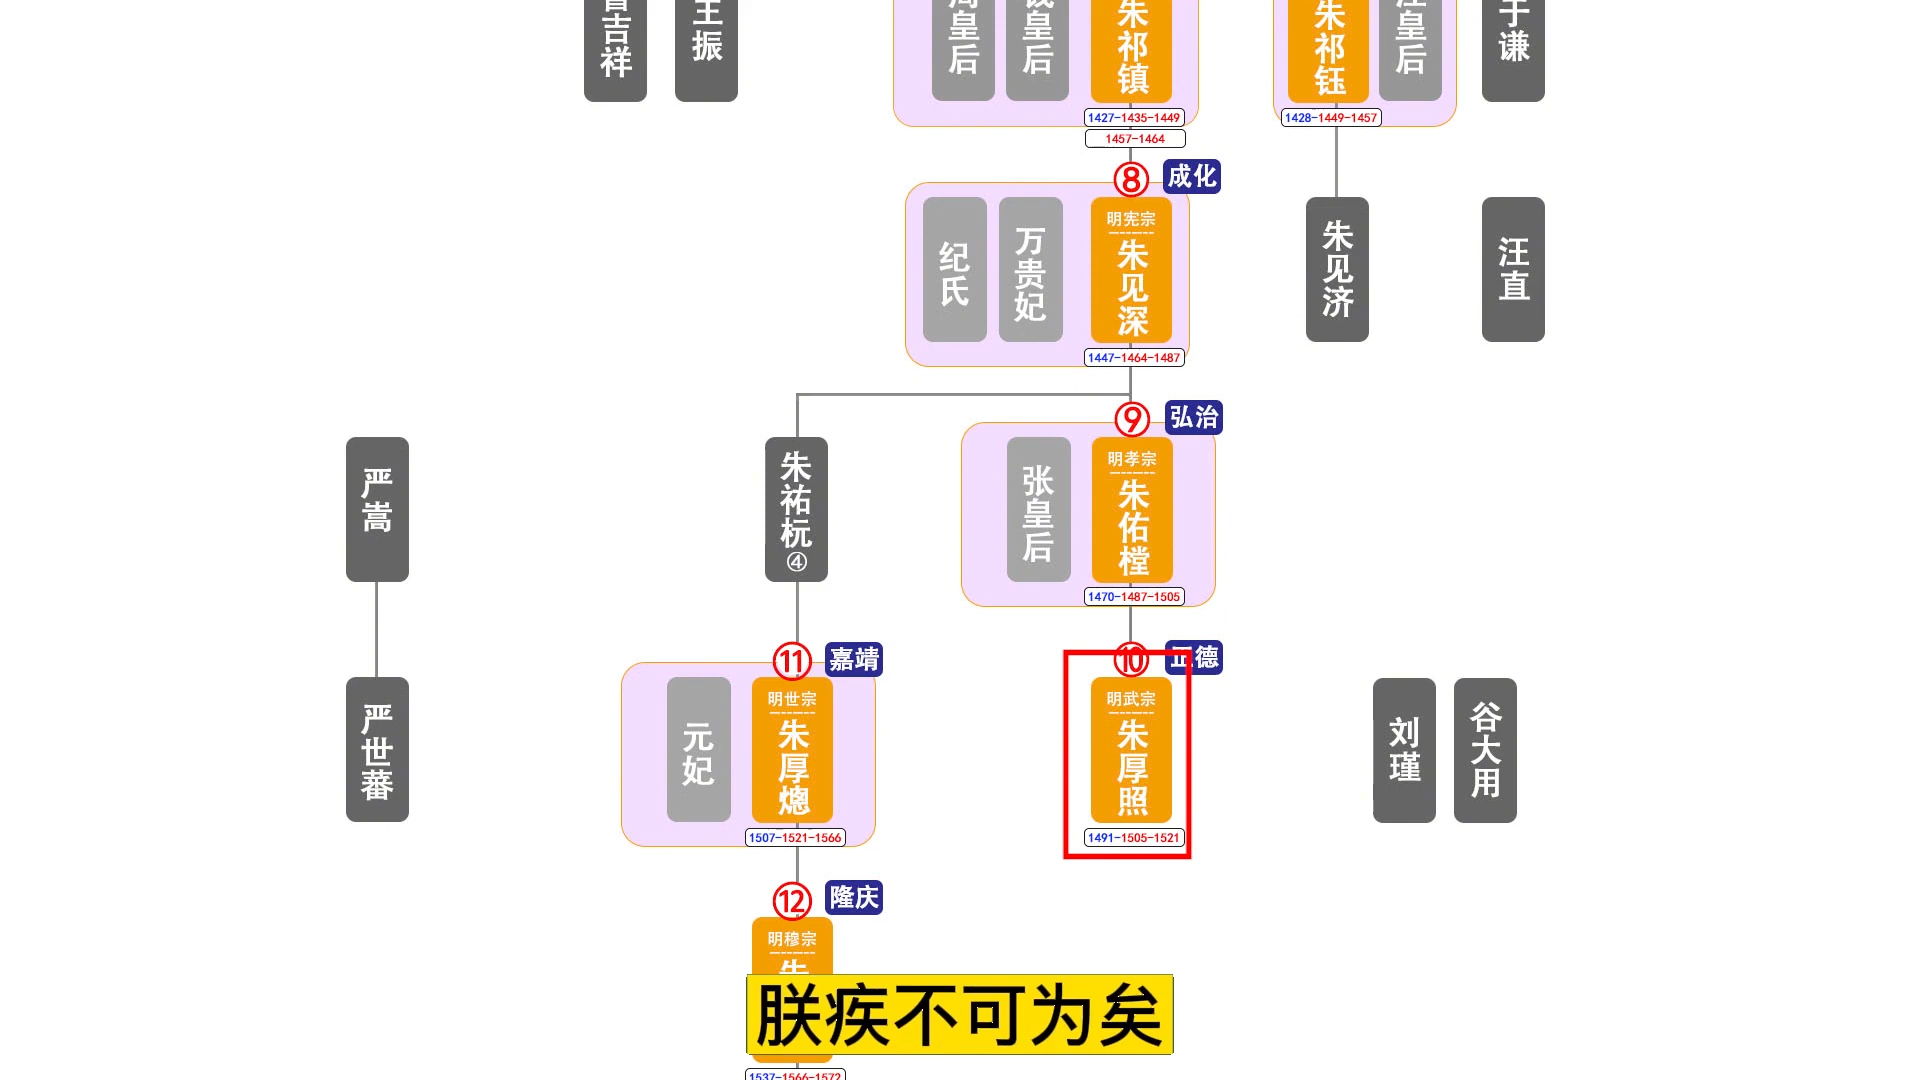 吉祥
王振
皇后
皇后
朱祁镇
朱祁钰
皇后
于谦
1427-1435-1449
1457-1464
1428-1449-1457
⑧
成化
纪氏
万贵妃
明宪宗
朱见深
1447-1464-1487
朱见济
汪直
⑨
弘治
严嵩
朱祐杬④
张皇后
明孝宗
朱佑樘
1470-1487-1505
⑪
嘉靖
⑩
正德
严世蕃
元妃
明世宗
朱厚熜
1507-1521-1566
明武宗
朱厚照
1491-1505-1521
刘瑾
谷大用
⑫
隆庆
明穆宗
朱
朕疾不可为矣
1537-1566-1572